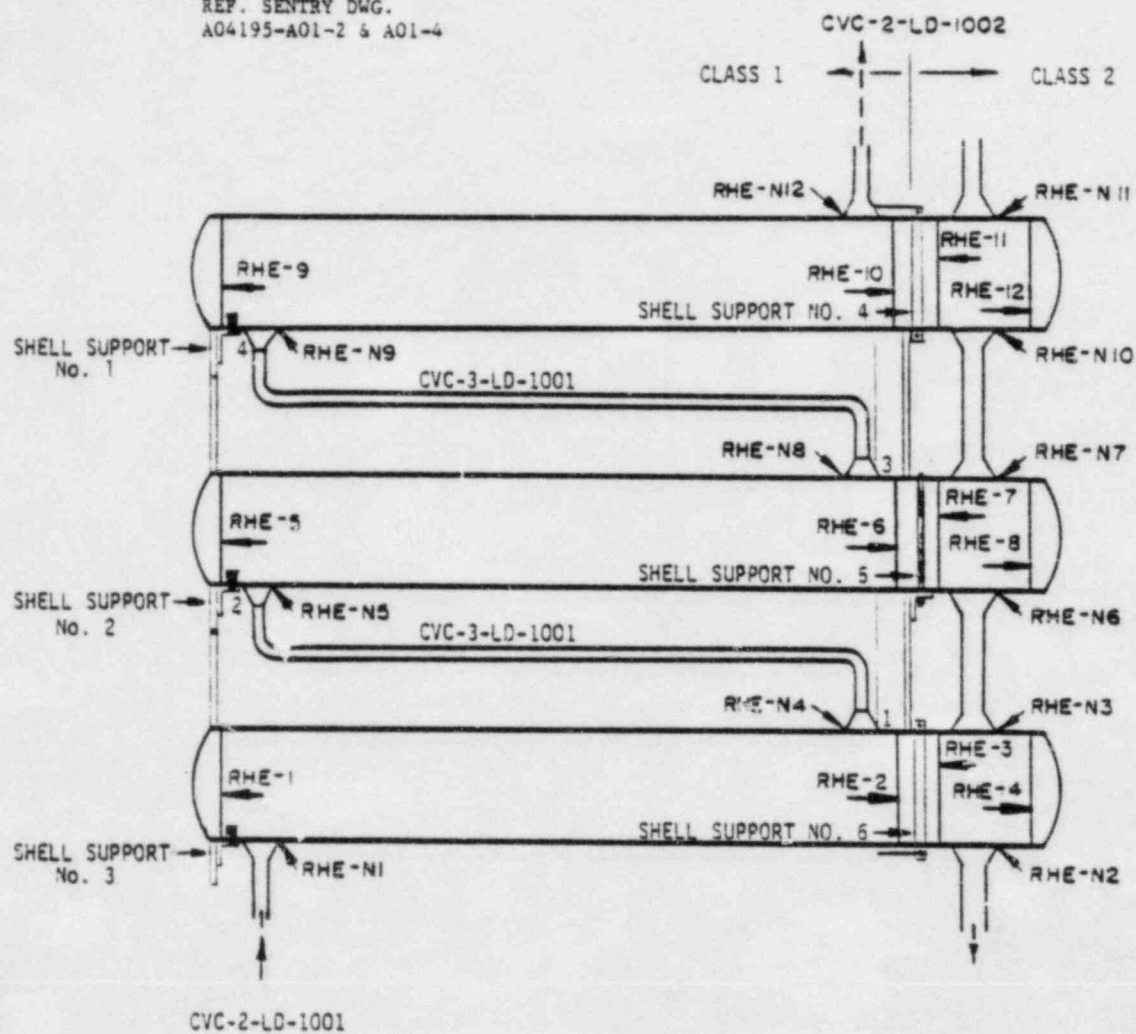 REF. SENTRY DWG.
A04195-A01-2 & A01-4
CVC-2-LD-1002
CLASS 1
CLASS 2
RHE-N12
RHE-N11
RHE-9
RHE-10
RHE-11
RHE-12
SHELL SUPPORT NO. 4
SHELL SUPPORT
No. 1
4
RHE-N9
RHE-N10
CVC-3-LD-1001
RHE-N8
3
RHE-N7
RHE-5
RHE-6
RHE-7
RHE-8
SHELL SUPPORT NO. 5
SHELL SUPPORT
No. 2
2
RHE-N5
RHE-N6
CVC-3-LD-1001
RHE-N4
1
RHE-N3
RHE-1
RHE-2
RHE-3
RHE-4
SHELL SUPPORT NO. 6
SHELL SUPPORT
No. 3
RHE-N1
RHE-N2
CVC-2-LD-1001